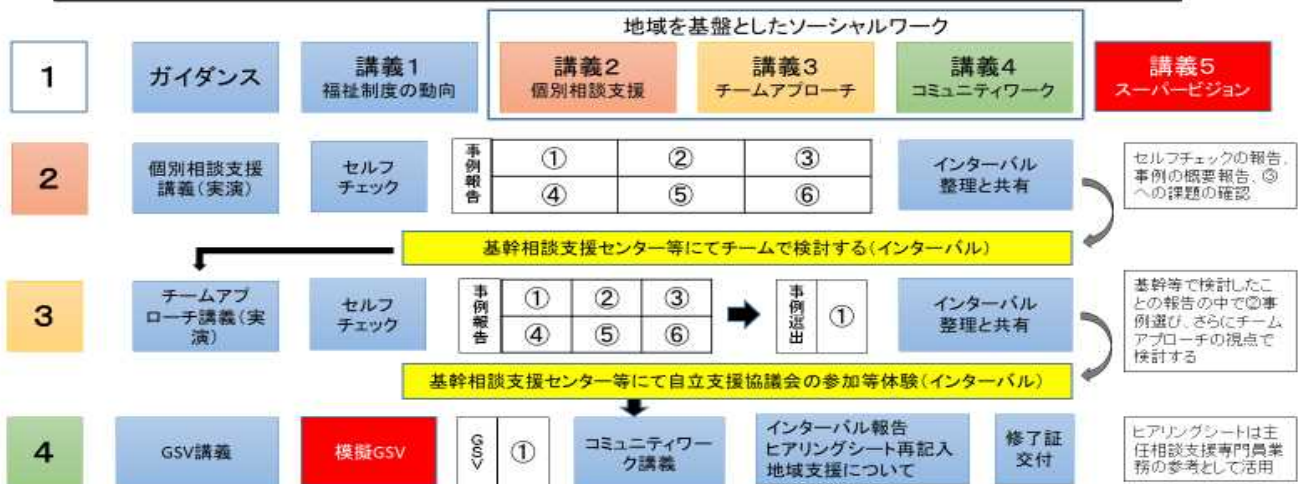 地域を基盤としたソーシャルワーク
1
ガイダンス
講義1
福祉制度の動向
講義2
個別相談支援
講義3
チームアプローチ
講義4
コミュニティワーク
講義5
スーパービジョン
2
個別相談支援
講義(実演)
セルフ
チェック
事例報告
①
②
③
④
⑤
⑥
インターバル
整理と共有
セルフチェックの報告、
事例の概要報告、③
への課題の確認
基幹相談支援センター等にてチームで検討する(インターバル)
3
チームアプ
ローチ講義(実
演)
セルフ
チェック
事例報告
①
②
③
④
⑤
⑥
事例選出
①
インターバル
整理と共有
基幹等で検討したこ
との報告の中で②事
例選び、さらにチーム
アプローチの視点で
検討する
基幹相談支援センター等にて自立支援協議会の参加等体験(インターバル)
4
GSV講義
模擬GSV
GSV
①
コミュニティワー
ク講義
インターバル報告
ヒアリングシート再記入
地域支援について
修了証
交付
ヒアリングシートは主
任相談支援専門員業
務の参考として活用